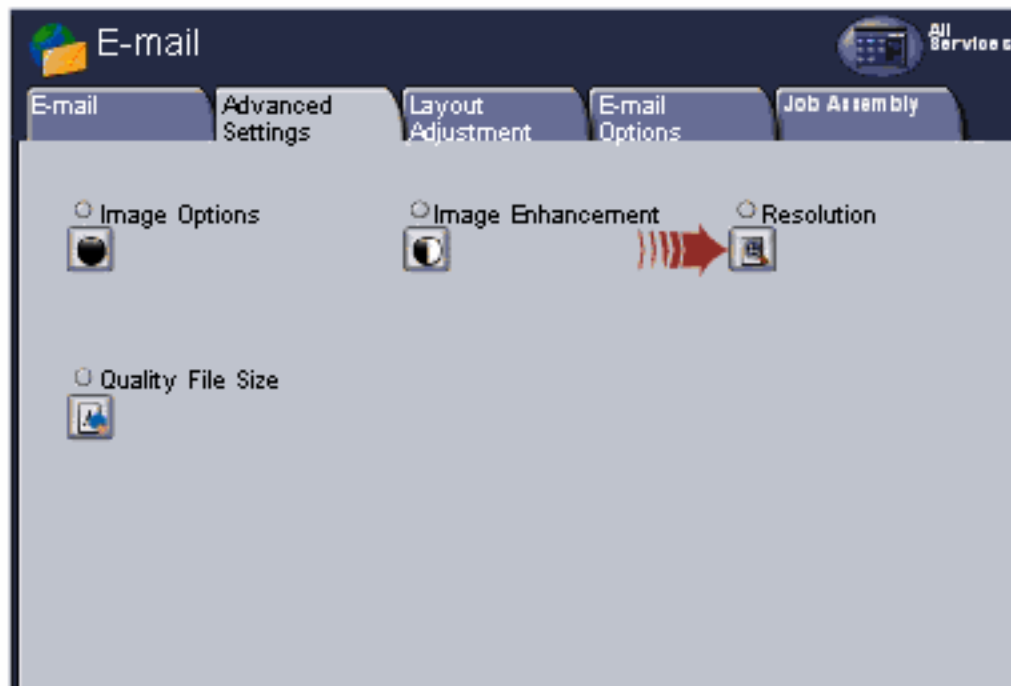 E-mail
All
Services
E-mail
Advanced
Settings
Layout
Adjustment
E-mail
Options
Job Assembly
Image Options
Image Enhancement
Resolution
Quality File Size